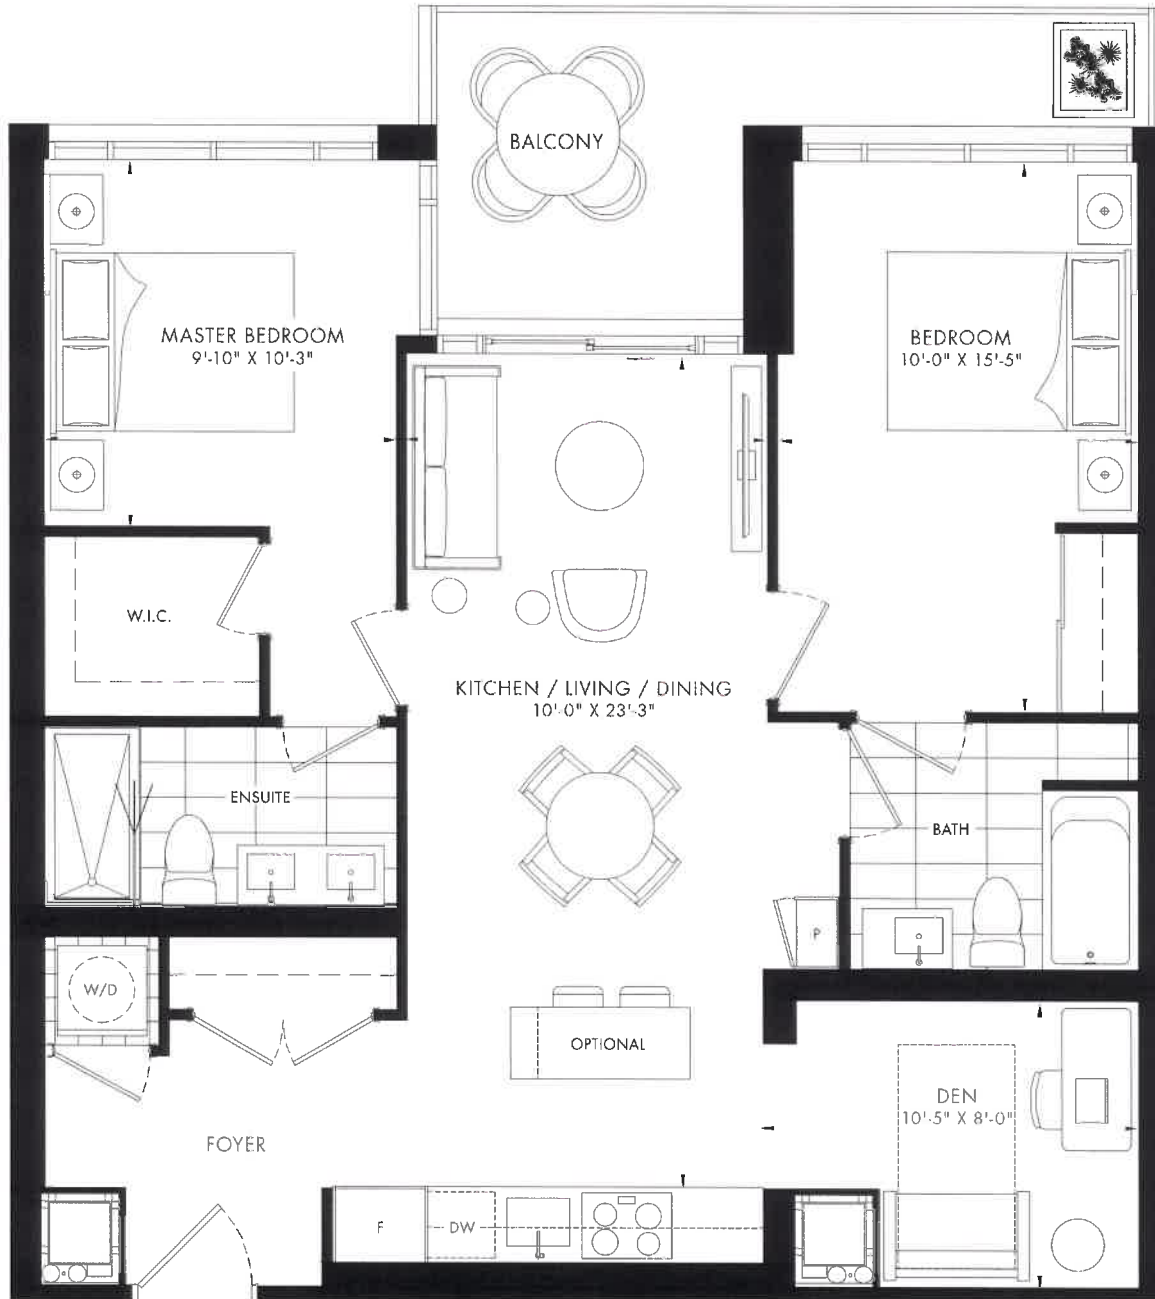 BALCONY
MASTER BEDROOM
9'-10" X 10'-3"
BEDROOM
10'-0" X 15'-5"
W.I.C.
KITCHEN / LIVING / DINING
10'-0" X 23'-3"
ENSUITE
BATH
P
W/D
OPTIONAL
DEN
10'-5" X 8'-0"
FOYER
F
DW